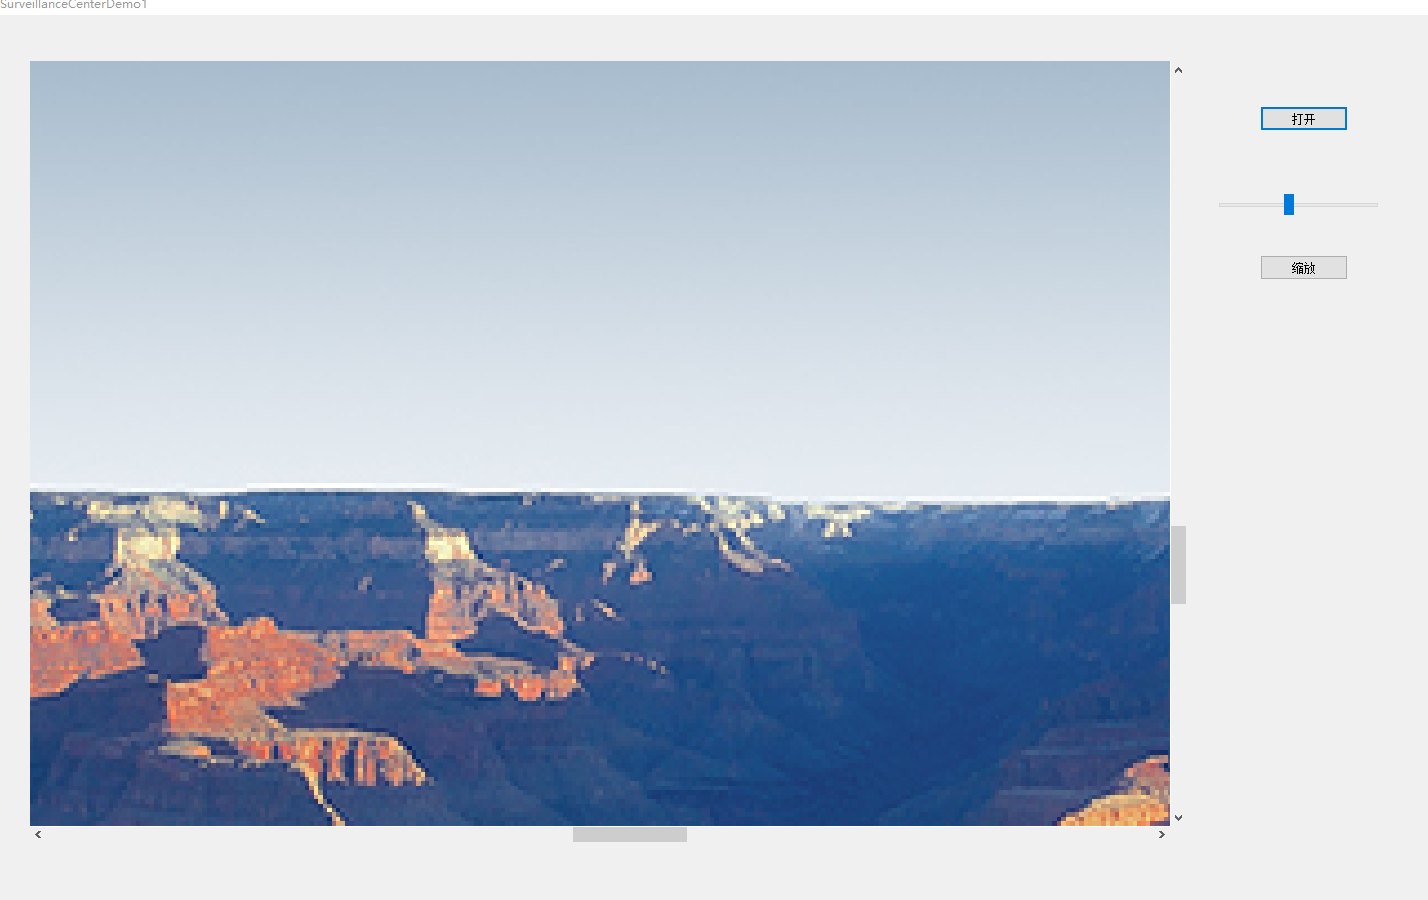 SurveillanceCenterDemo1
打开
缩放